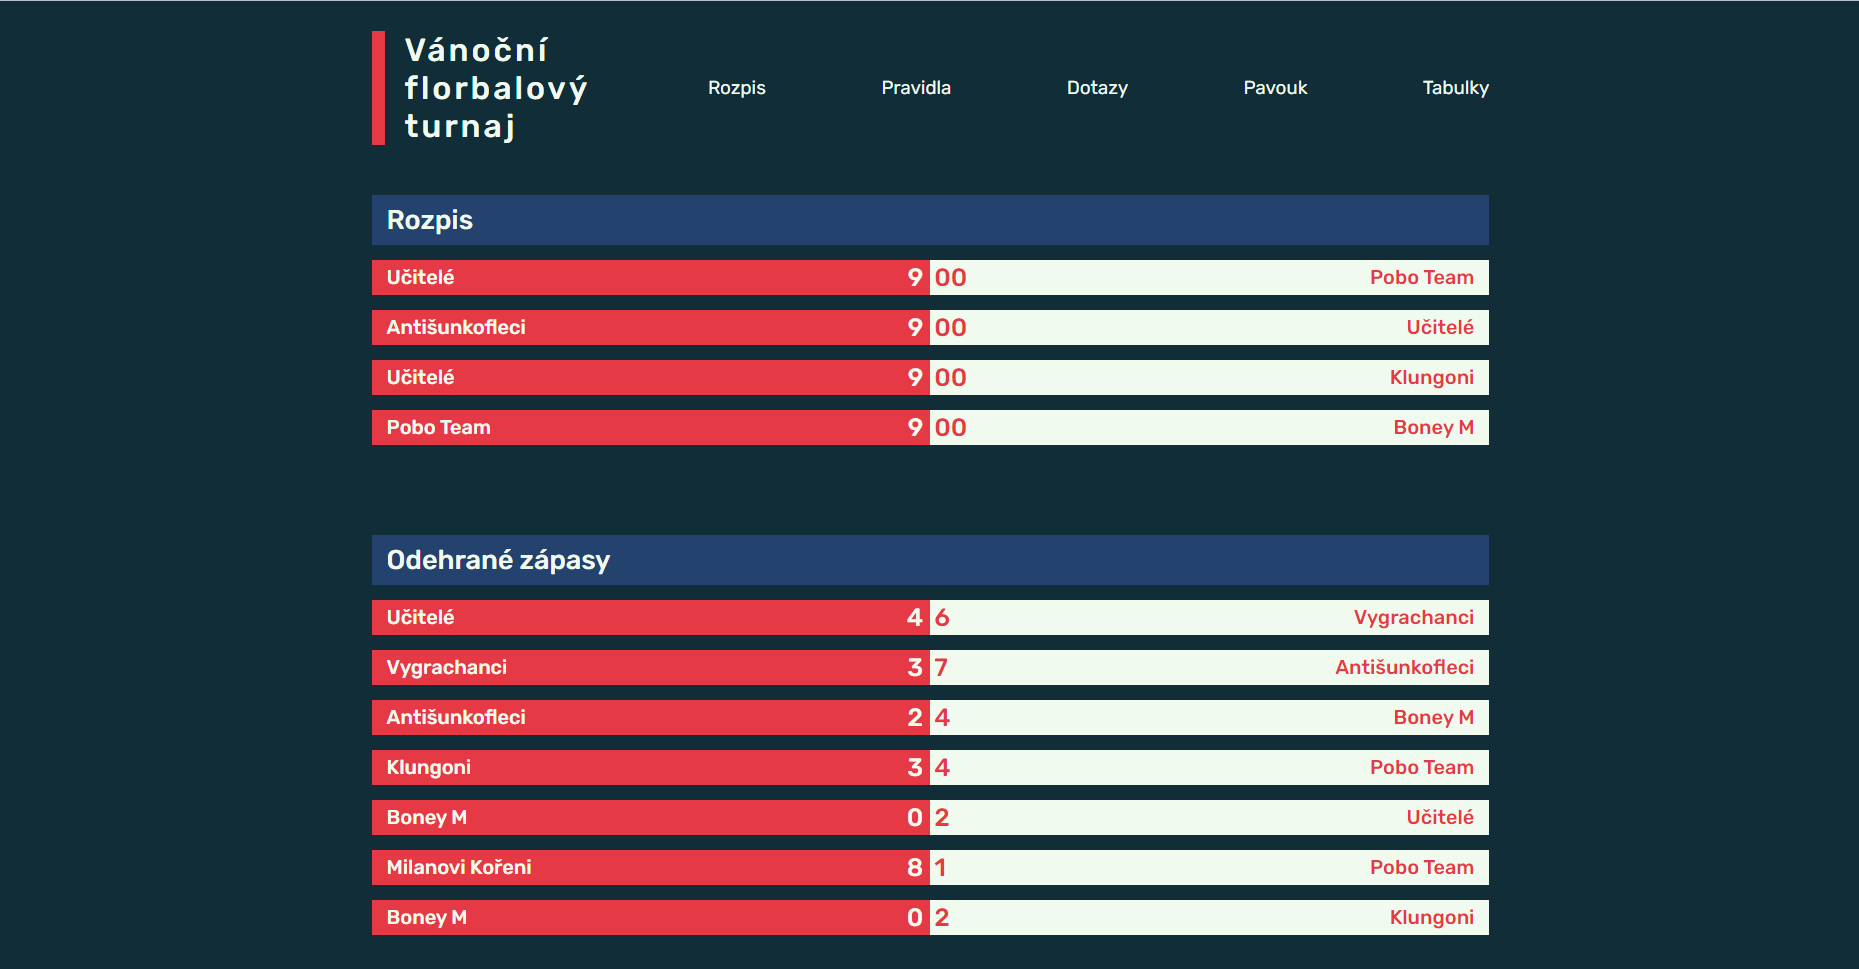 Vánoční
florbalový
turnaj
Rozpis Pravidla Dotazy Pavouk Tabulky
Rozpis
Učitelé 9 00 Pobo Team
Antišunkofleci 9 00 Učitelé
Učitelé 9 00 Klungoni
Pobo Team 9 00 Boney M
Odehrané zápasy
Učitelé 4 6 Vygrachanci
Vygrachanci 3 7 Antišunkofleci
Antišunkofleci 2 4 Boney M
Klungoni 3 4 Pobo Team
Boney M 0 2 Učitelé
Milanovi Kořeni 8 1 Pobo Team
Boney M 0 2 Klungoni